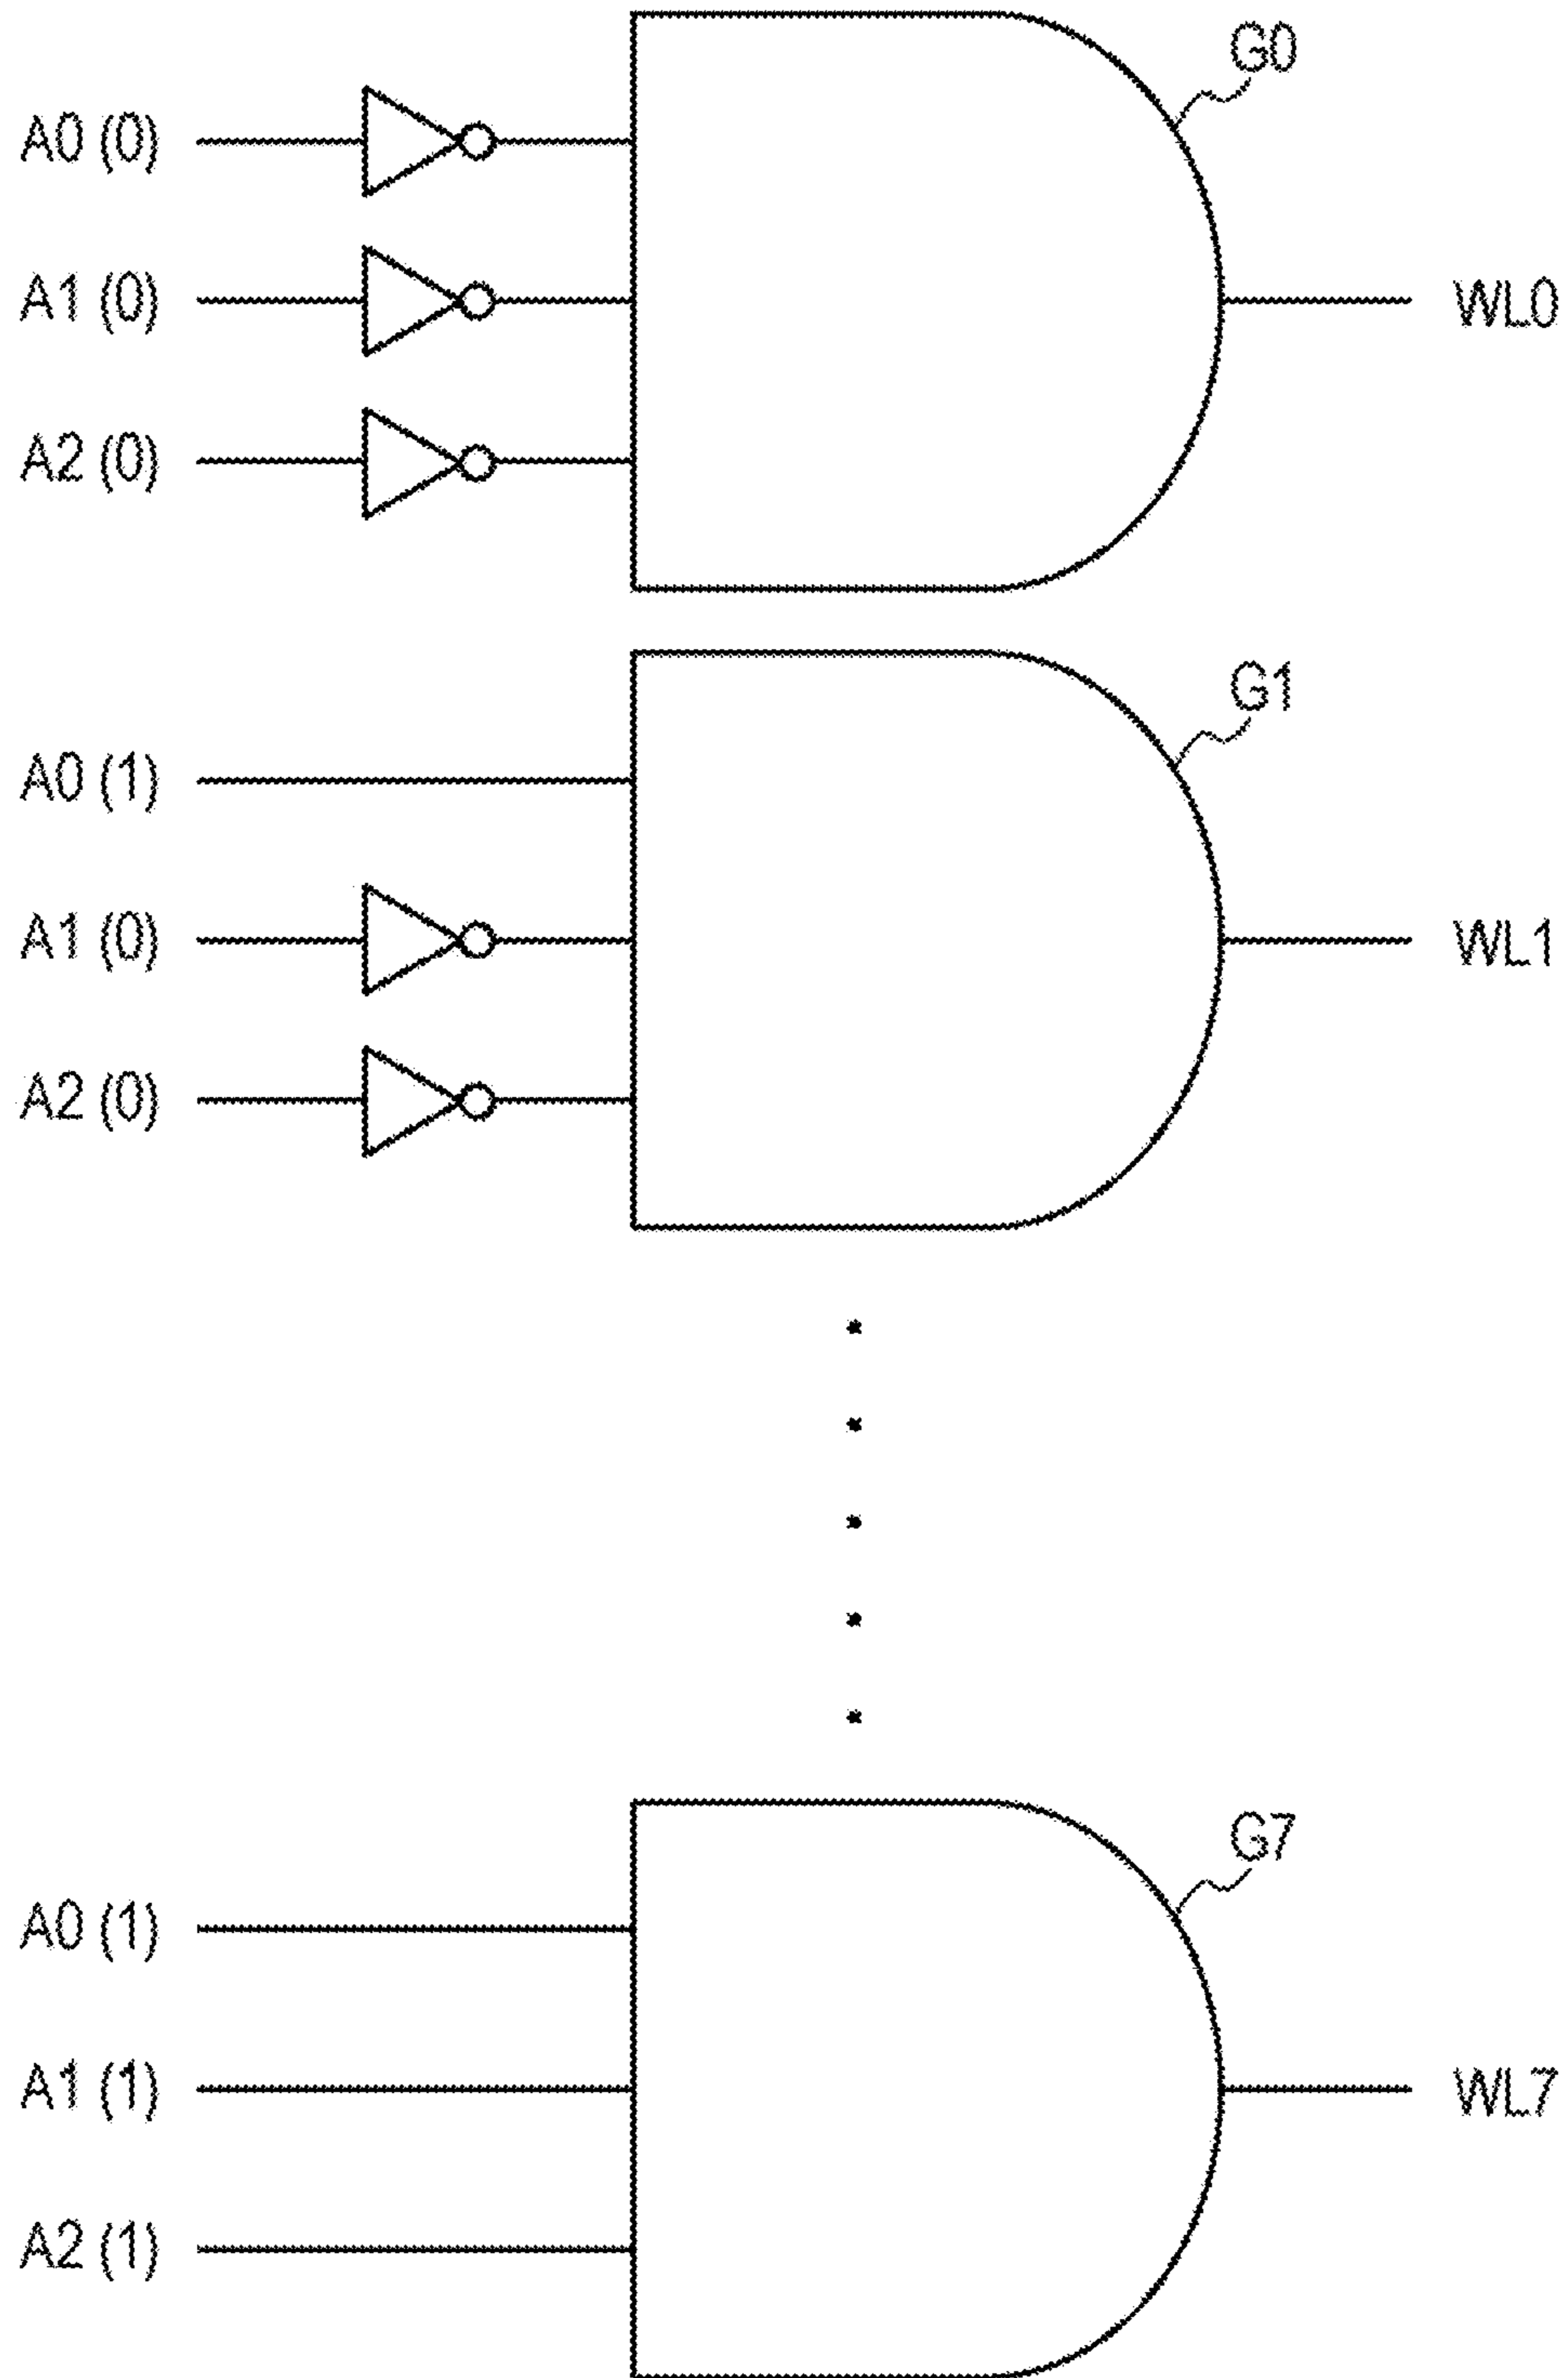 G0
A0 (0)
A1 (0)
WL0
A2 (0)
G1
A0 (1)
A1 (0)
WL1
A2 (0)
G7
A0 (1)
A1 (1)
WL7
A2 (1)